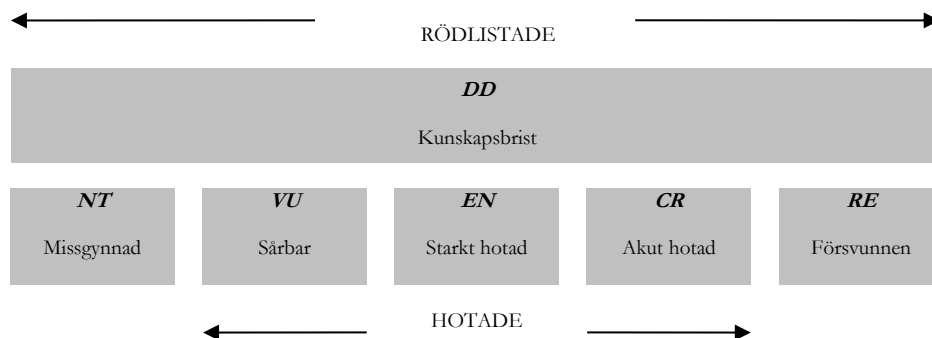 RÖDLISTADE
DD
Kunskapsbrist
NT VU EN CR RE
Missgynnad Sårbar Starkt hotad Akut hotad Försvunnen
HOTADE